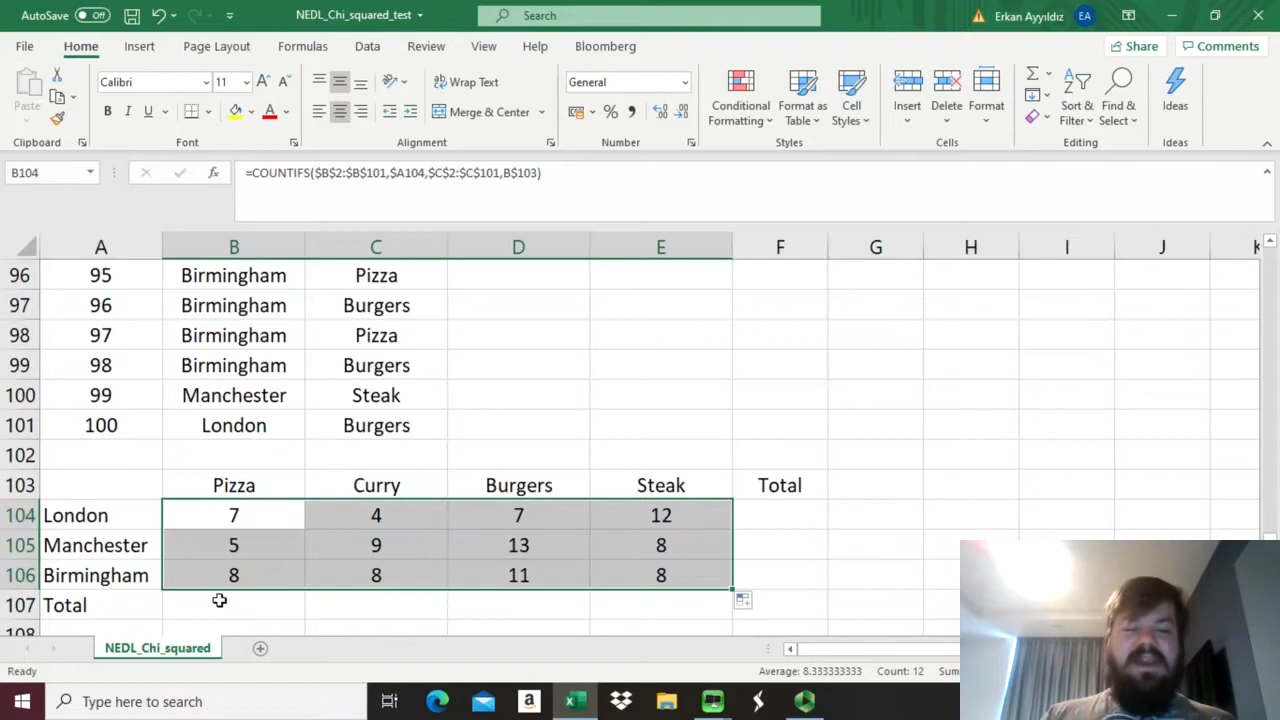 AutoSave Off NEDL_Chi_squared_test Search Erkan Ayyıldız EA
File Home Insert Page Layout Formulas Data Review View Help Bloomberg Share Comments
Calibri 11 Wrap Text General
Paste Merge & Center Conditional Formatting Format as Table Cell Styles Insert Delete Format Sort & Filter Find & Select Ideas
Clipboard Font Alignment Number Styles Cells Editing Ideas
B104 fx =COUNTIFS($B$2:$B$101,$A104,$C$2:$C$101,B$103)
A B C D E F G H I J K
96 95 Birmingham Pizza
97 96 Birmingham Burgers
98 97 Birmingham Pizza
99 98 Birmingham Burgers
100 99 Manchester Steak
101 100 London Burgers
102
103 Pizza Curry Burgers Steak Total
104 London 7 4 7 12
105 Manchester 5 9 13 8
106 Birmingham 8 8 11 8
107 Total
108
NEDL_Chi_squared
Ready Average: 8.333333333 Count: 12 Sum
Type here to search